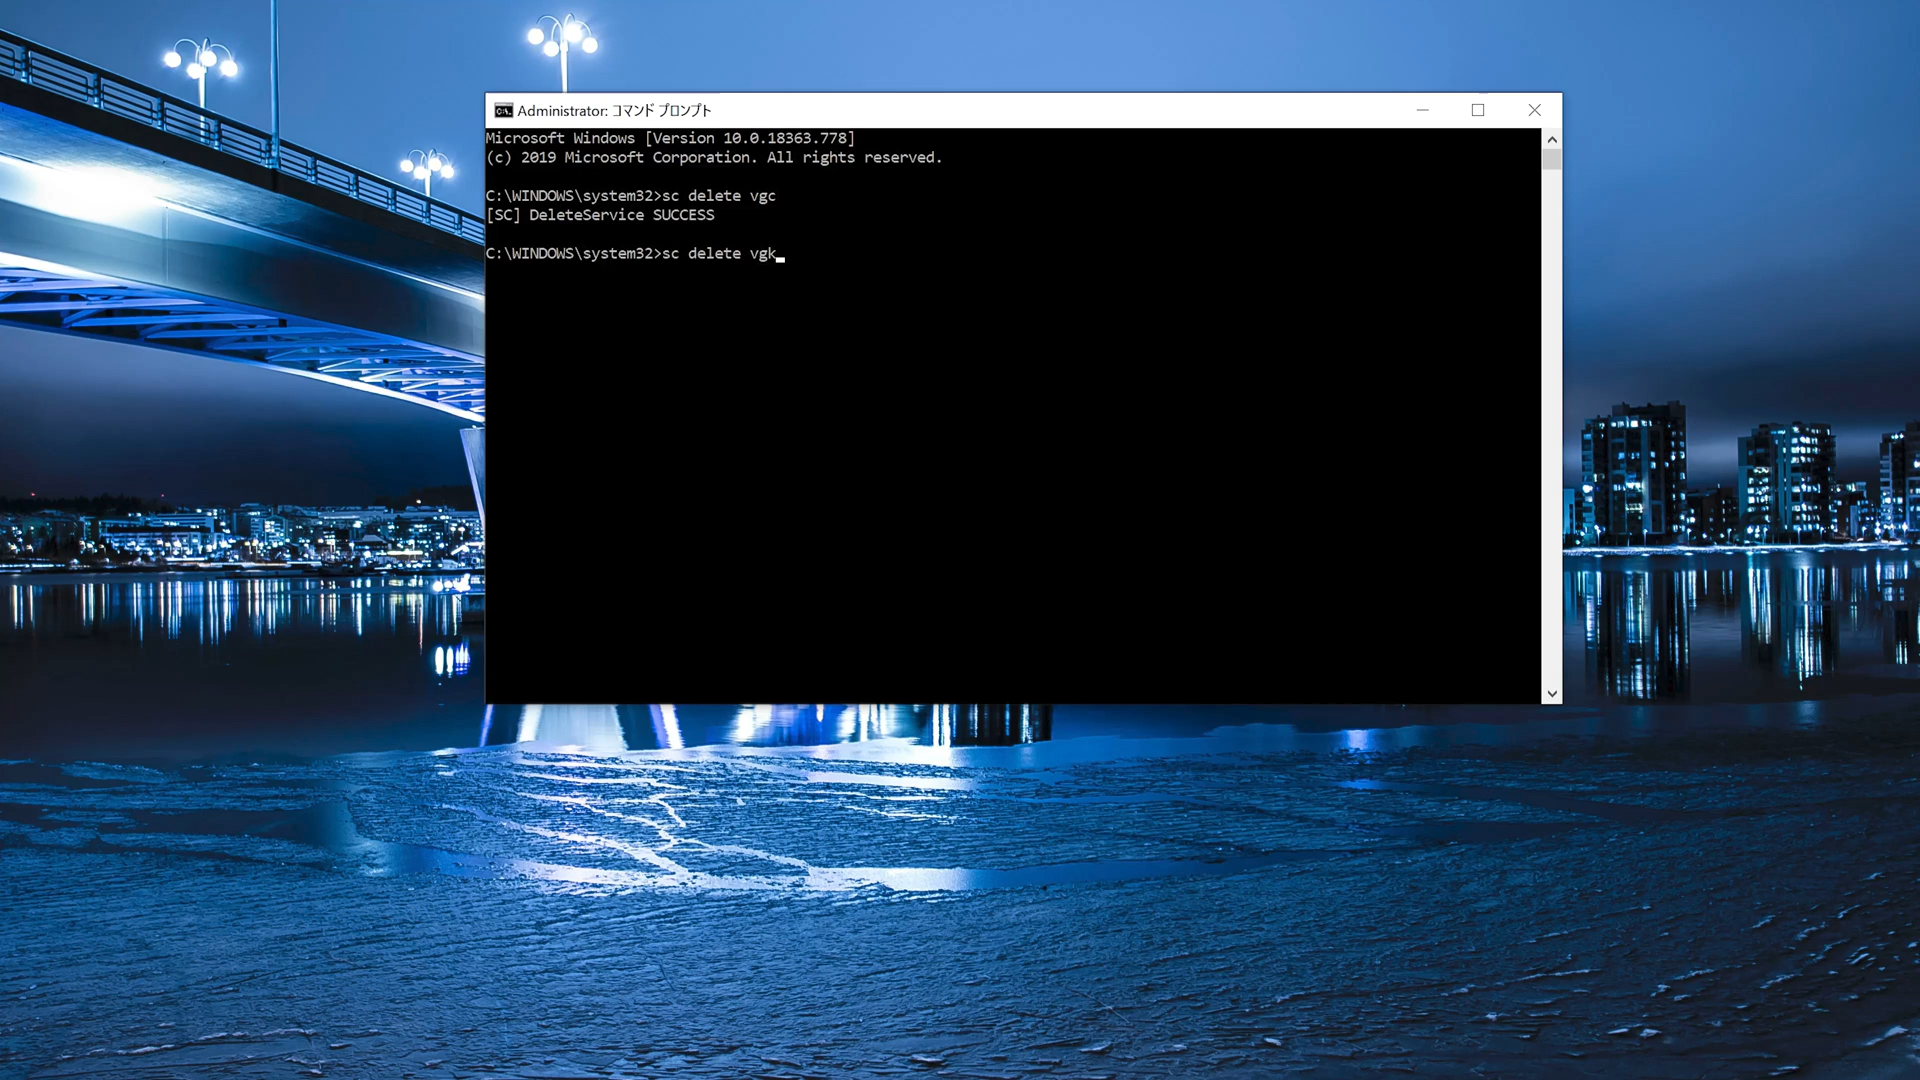 Administrator: コマンド プロンプト
Microsoft Windows [Version 10.0.18363.778]
(c) 2019 Microsoft Corporation. All rights reserved.
C:\WINDOWS\system32>sc delete vgc
[SC] DeleteService SUCCESS
C:\WINDOWS\system32>sc delete vgk